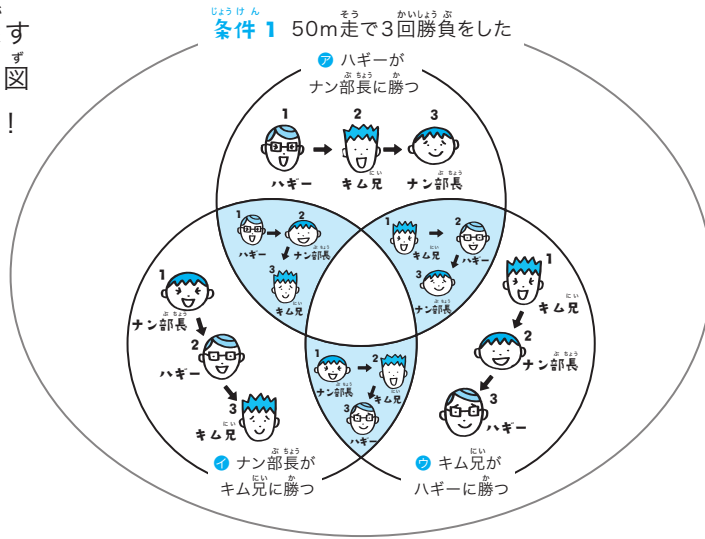 す
図
！
条件 1 50m走で3回勝負をした
ア ハギーが
ナン部長に勝つ
1 2 3
ハギー キム兄 ナン部長
1 2
ハギー ナン部長
3
キム兄
1 2
キム兄 ハギー
3
ナン部長
1
ナン部長
2
ハギー
3
キム兄
1
キム兄
2
ナン部長
3
ハギー
1 2
ナン部長 キム兄
3
ハギー
イ ナン部長が
キム兄に勝つ
ウ キム兄が
ハギーに勝つ